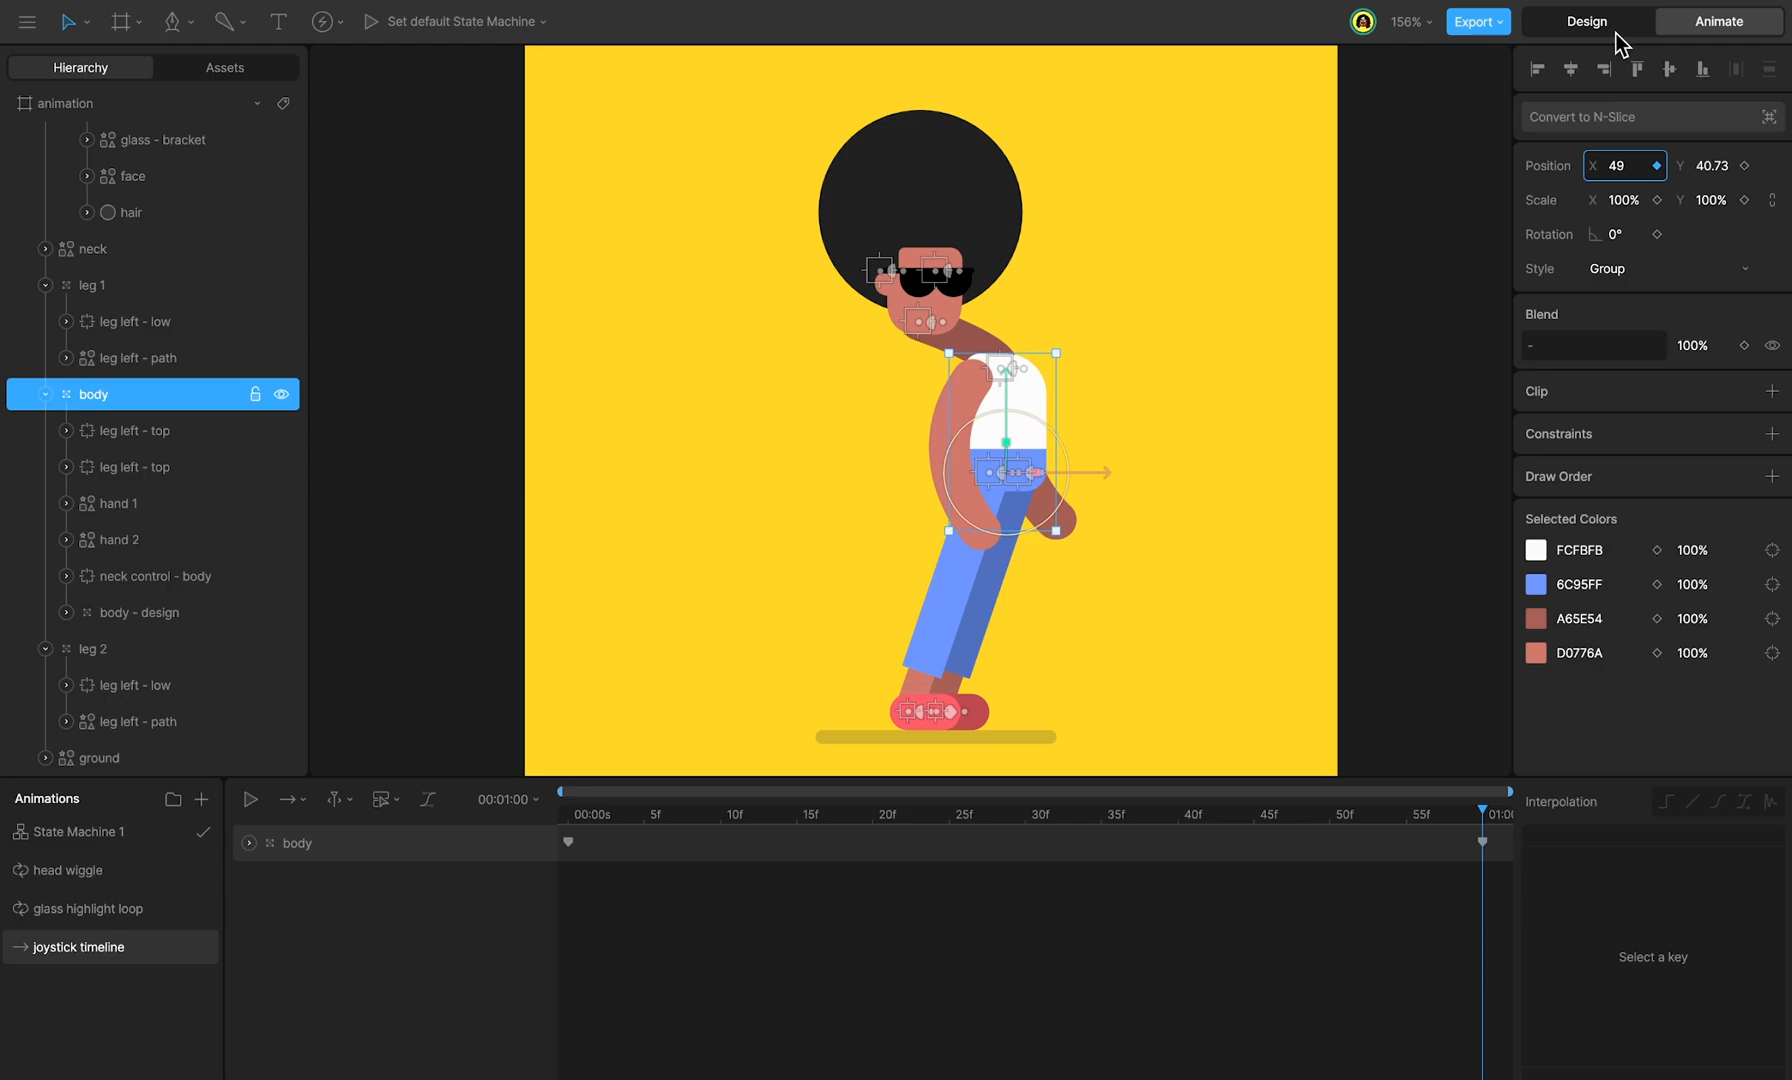 Set default State Machine
156%
Export
Design
Animate
Hierarchy
Assets
animation
glass - bracket
face
hair
neck
leg 1
leg left - low
leg left - path
body
leg left - top
leg left - top
hand 1
hand 2
neck control - body
body - design
leg 2
leg left - low
leg left - path
ground
Convert to N-Slice
Position X 49 Y 40.73
Scale X 100% Y 100%
Rotation 0°
Style Group
Blend
- 100%
Clip
Constraints
Draw Order
Selected Colors
FCFBFB 100%
6C95FF 100%
A65E54 100%
D0776A 100%
Animations
State Machine 1
head wiggle
glass highlight loop
joystick timeline
00:01:00
00:00s 5f 10f 15f 20f 25f 30f 35f 40f 45f 50f 55f 01:00
body
Interpolation
Select a key